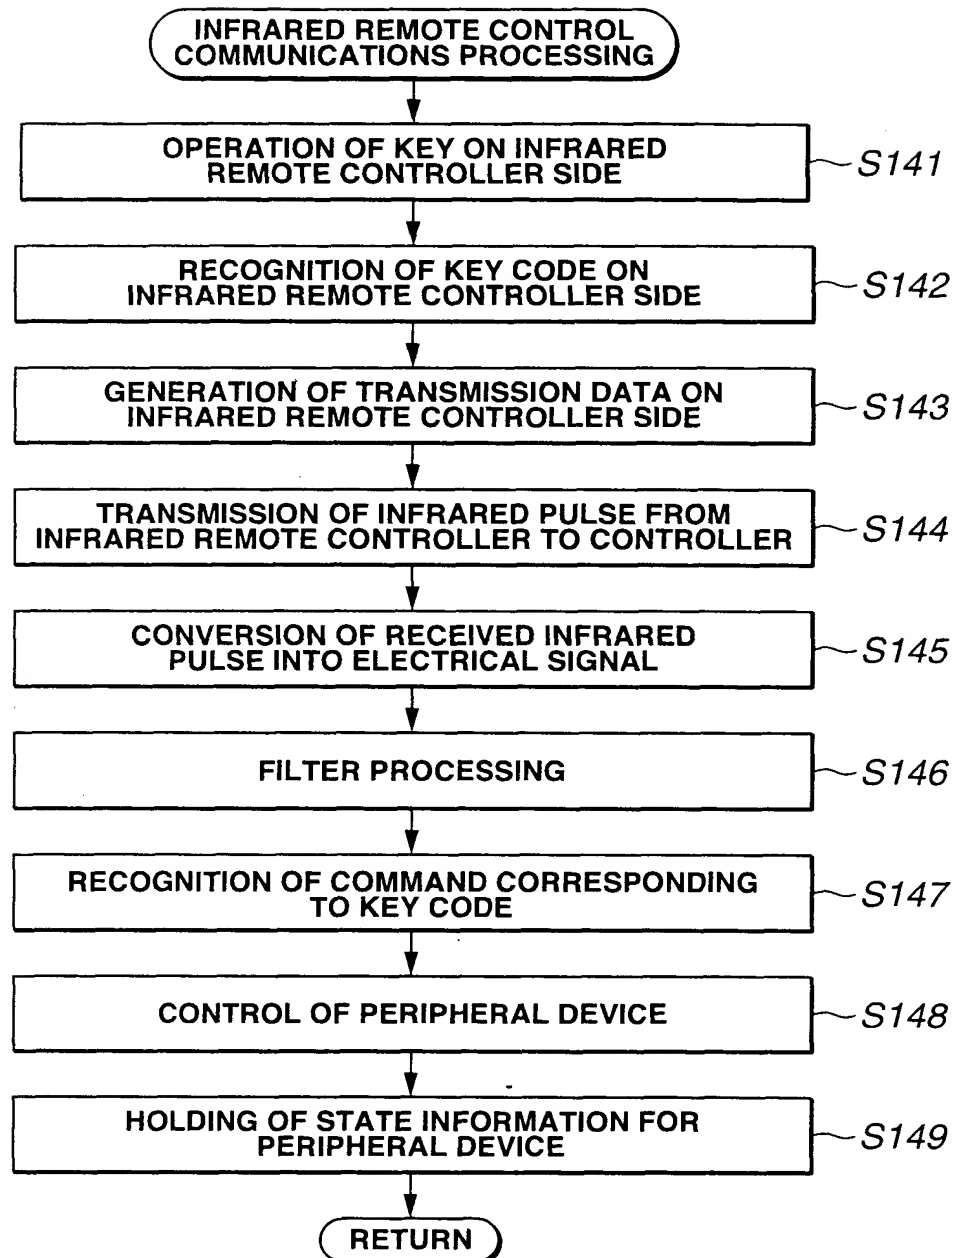 INFRARED REMOTE CONTROL
COMMUNICATIONS PROCESSING
OPERATION OF KEY ON INFRARED
REMOTE CONTROLLER SIDE
S141
RECOGNITION OF KEY CODE ON
INFRARED REMOTE CONTROLLER SIDE
S142
GENERATION OF TRANSMISSION DATA ON
INFRARED REMOTE CONTROLLER SIDE
S143
TRANSMISSION OF INFRARED PULSE FROM
INFRARED REMOTE CONTROLLER TO CONTROLLER
S144
CONVERSION OF RECEIVED INFRARED
PULSE INTO ELECTRICAL SIGNAL
S145
FILTER PROCESSING
S146
RECOGNITION OF COMMAND CORRESPONDING
TO KEY CODE
S147
CONTROL OF PERIPHERAL DEVICE
S148
HOLDING OF STATE INFORMATION FOR
PERIPHERAL DEVICE
S149
RETURN